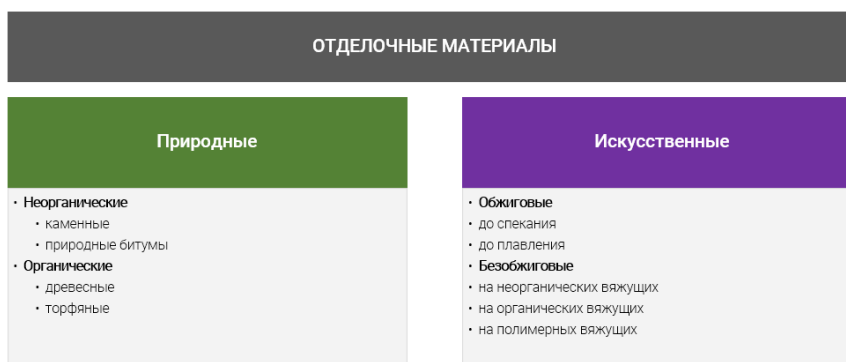 ОТДЕЛОЧНЫЕ МАТЕРИАЛЫ
Природные
• Неорганические
• каменные
• природные битумы
• Органические
• древесные
• торфяные
Искусственные
• Обжиговые
• до спекания
• до плавления
• Безобжиговые
• на неорганических вяжущих
• на органических вяжущих
• на полимерных вяжущих